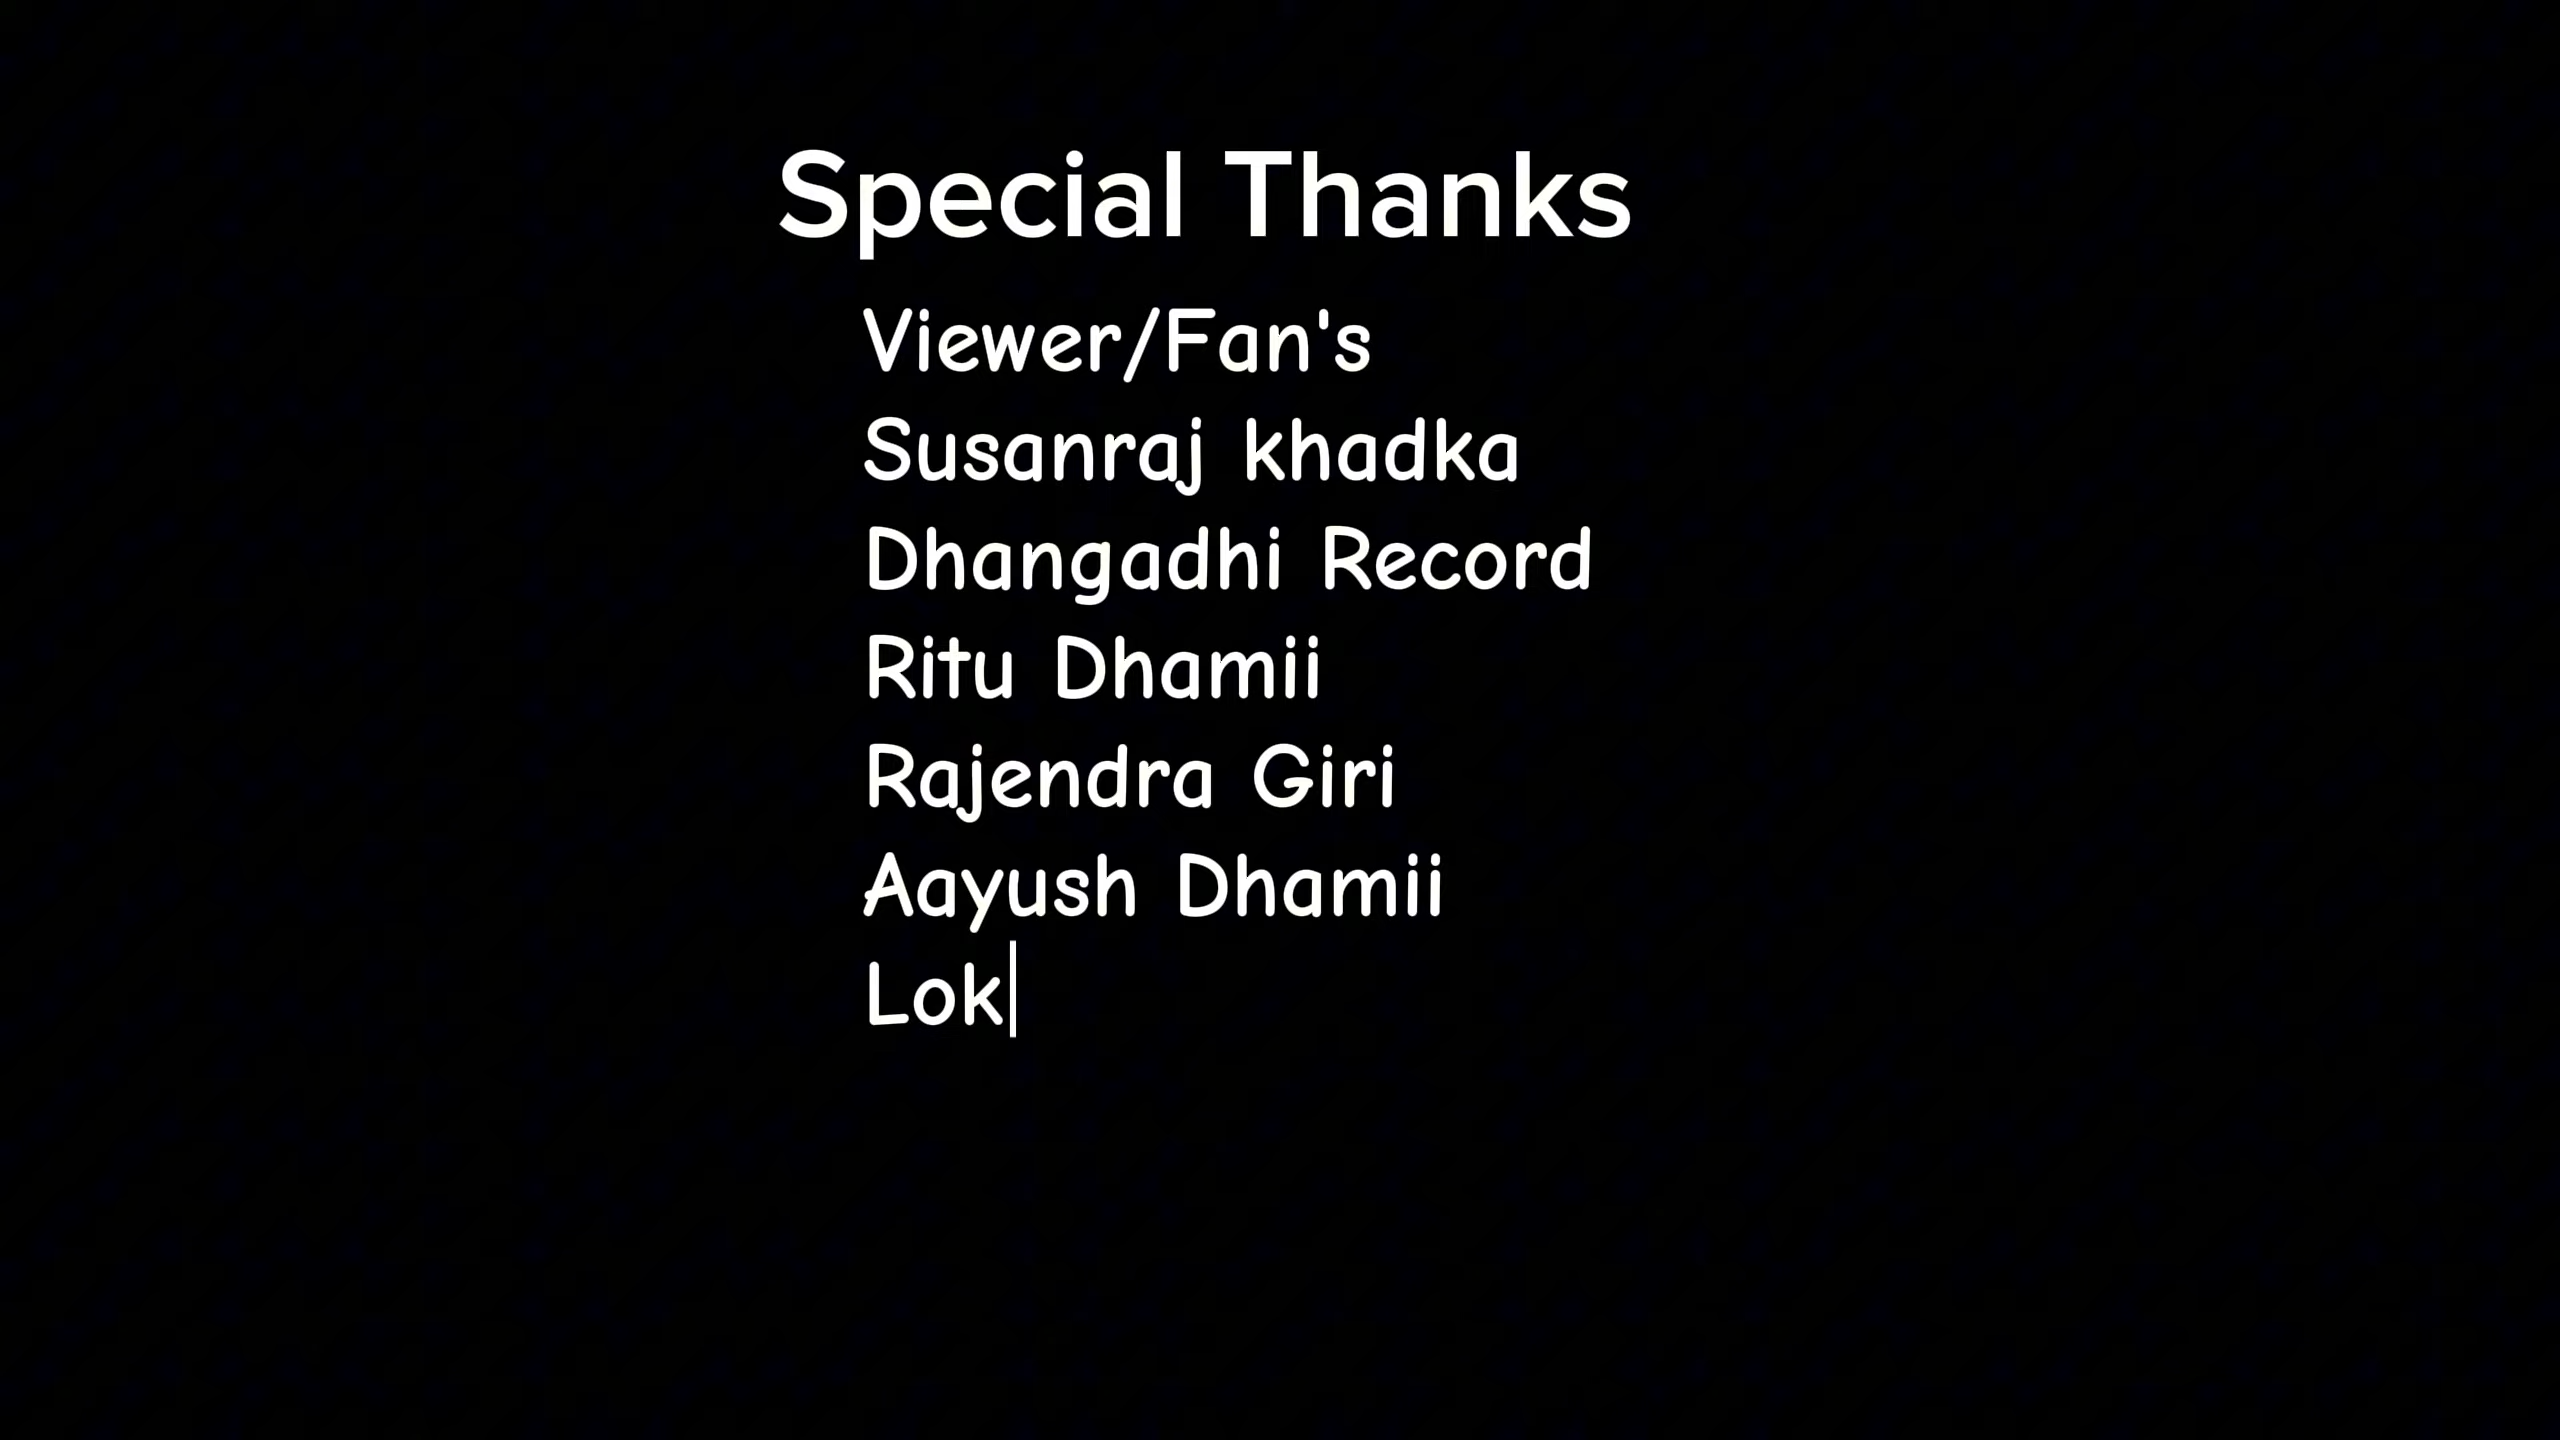 Special Thanks
Viewer/Fan's
Susanraj khadka
Dhangadhi Record
Ritu Dhamii
Rajendra Giri
Aayush Dhamii
Lok